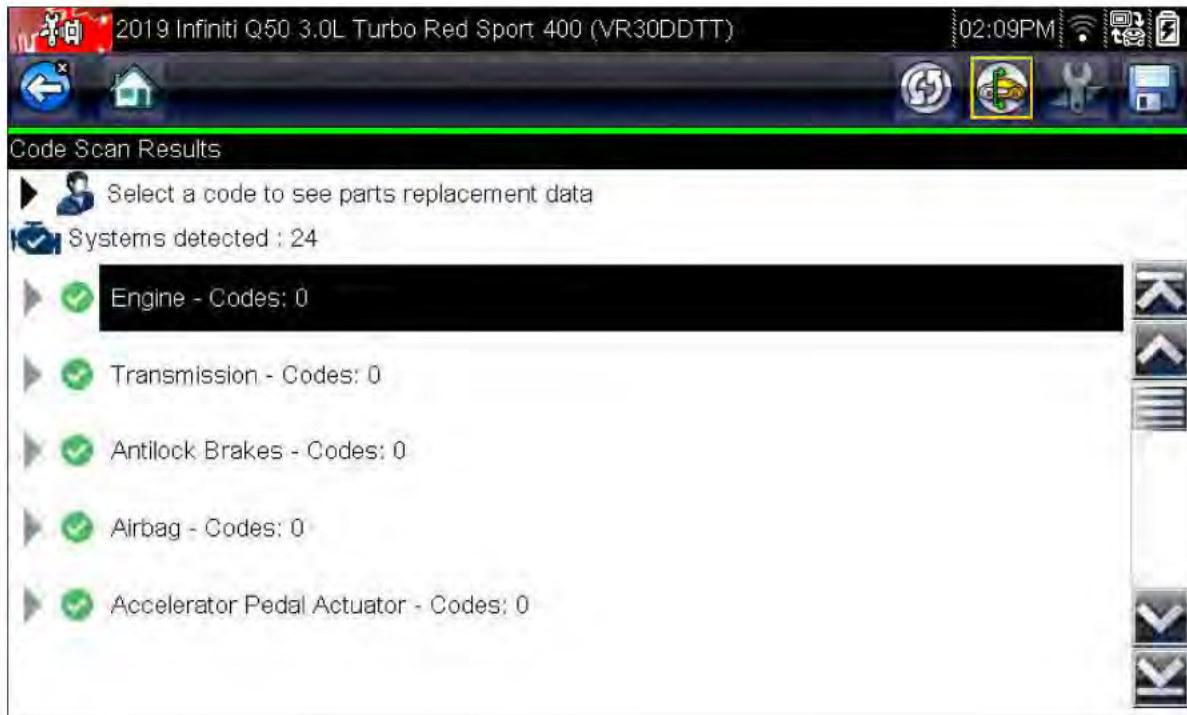 2019 Infiniti Q50 3.0L Turbo Red Sport 400 (VR30DDTT) 02:09PM
Code Scan Results
Select a code to see parts replacement data
Systems detected : 24
Engine - Codes: 0
Transmission - Codes: 0
Antilock Brakes - Codes: 0
Airbag - Codes: 0
Accelerator Pedal Actuator - Codes: 0